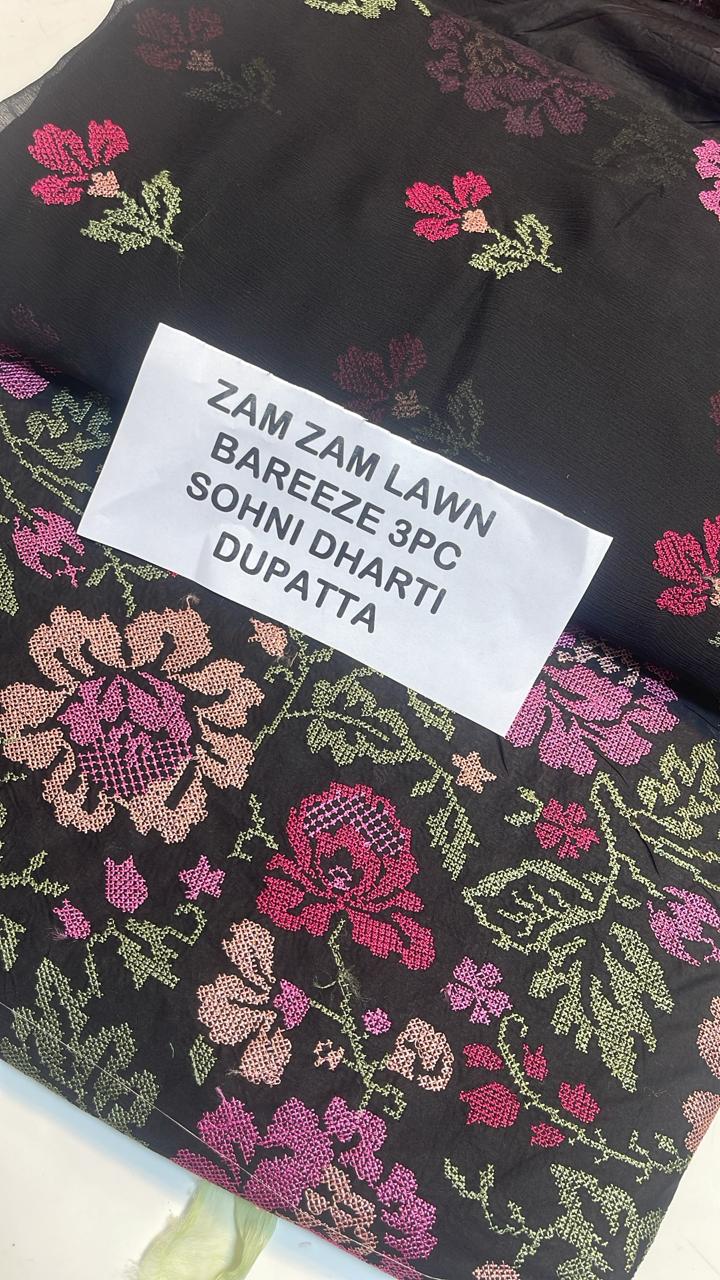 ZAM ZAM LAWN
BAREEZE 3PC
SOHNI DHARTI
DUPATTA